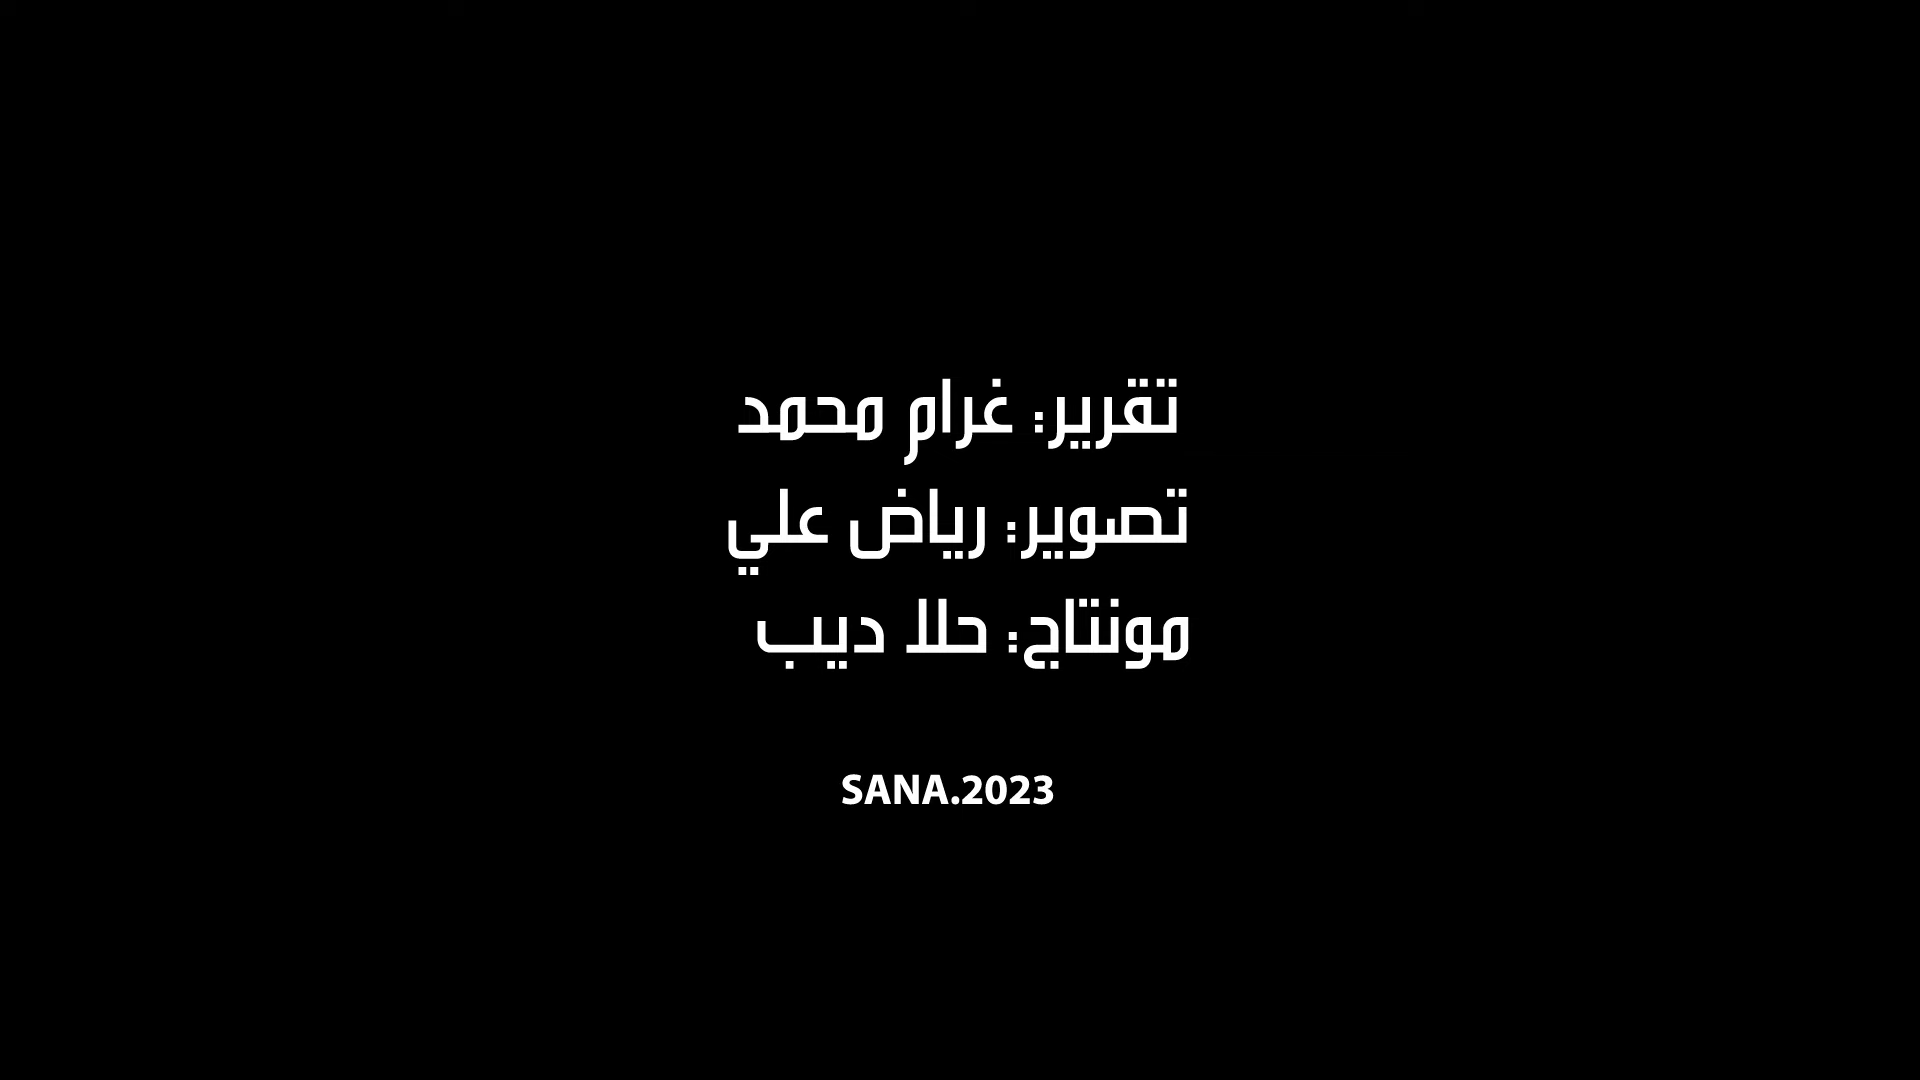 تقرير: غرام محمد
تصوير: رياض علي
مونتاج: حلا ديب
SANA.2023